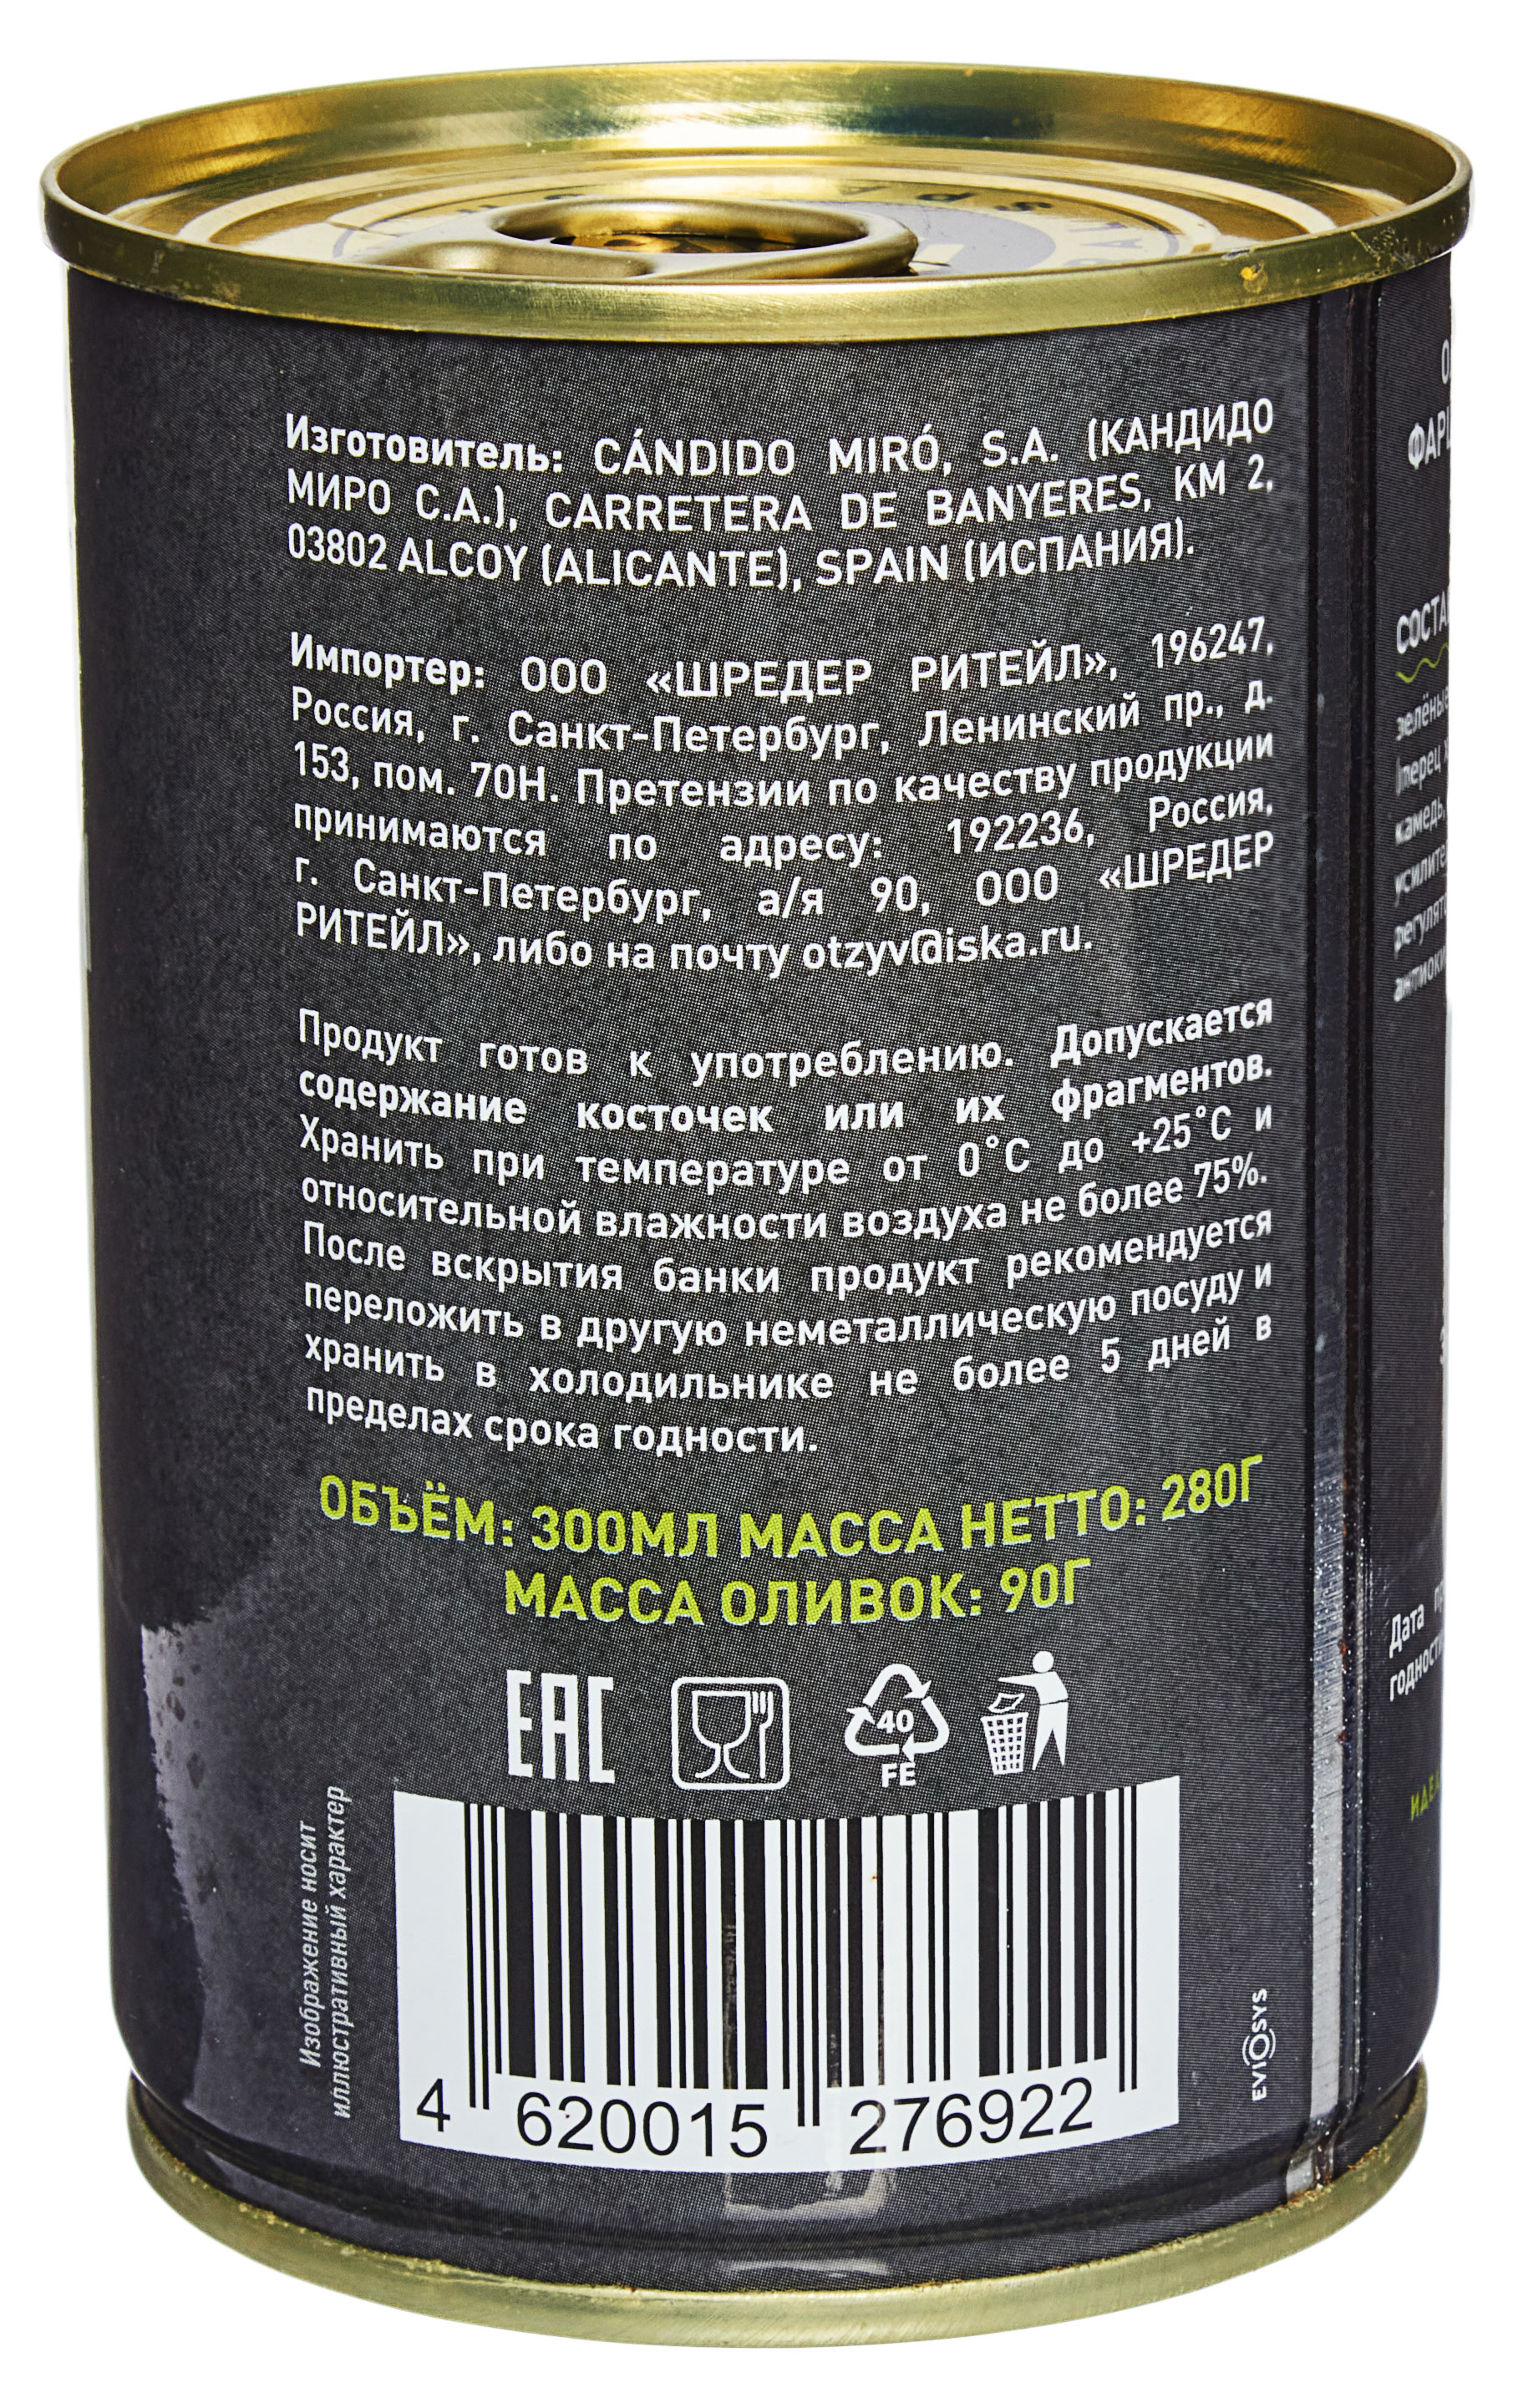 Изготовитель: CÁNDIDO MIRÓ, S.A. (КАНДИДО
МИРО С.А.), CARRETERA DE BANYERES, KM 2,
03802 ALCOY (ALICANTE), SPAIN (ИСПАНИЯ).
Импортер: ООО «ШРЕДЕР РИТЕЙЛ», 196247,
Россия, г. Санкт-Петербург, Ленинский пр., д.
153, пом. 70Н. Претензии по качеству продукции
принимаются по адресу: 192236, Россия,
г. Санкт-Петербург, а/я 90, ООО «ШРЕДЕР
РИТЕЙЛ», либо на почту otzyv@iska.ru.
Продукт готов к употреблению. Допускается
содержание косточек или их фрагментов.
Хранить при температуре от 0°С до +25°С и
относительной влажности воздуха не более 75%.
После вскрытия банки продукт рекомендуется
переложить в другую неметаллическую посуду и
хранить в холодильнике не более 5 дней в
пределах срока годности.
ОБЪЁМ: 300МЛ МАССА НЕТТО: 280Г
МАССА ОЛИВОК: 90Г
EAC
40
FE
Изображение носит
иллюстративный характер
4 620015 276922
EVIOSYS
Дата